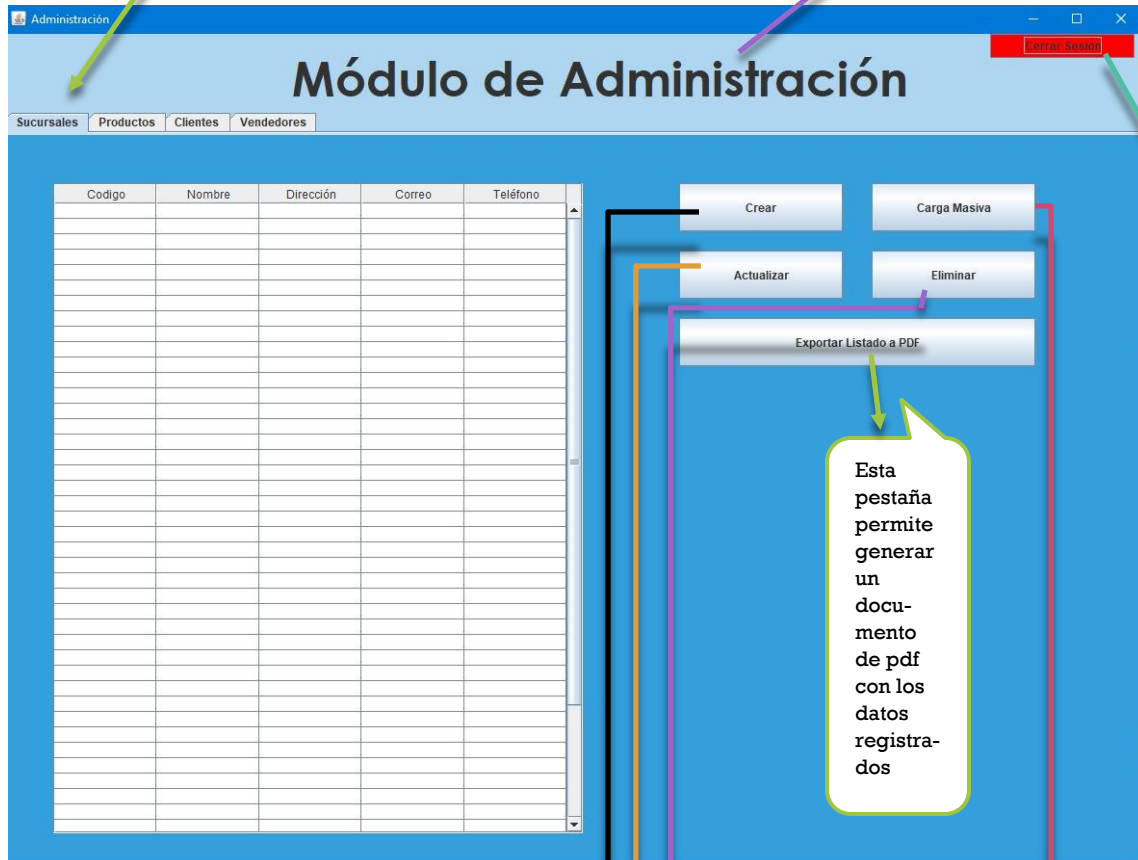 Administración
Cerrar Sesión
Módulo de Administración
Sucursales Productos Clientes Vendedores
Codigo Nombre Dirección Correo Teléfono
Crear Carga Masiva
Actualizar Eliminar
Exportar Listado a PDF
Esta
pestaña
permite
generar
un
docu-
mento
de pdf
con los
datos
registra-
dos